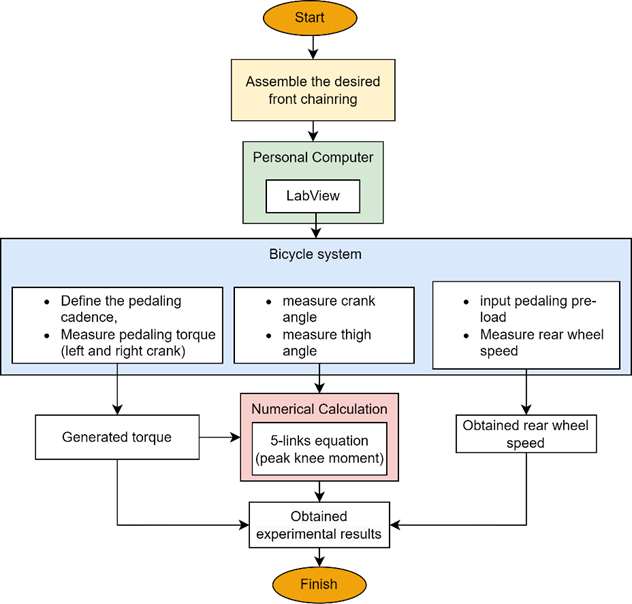 Start
Assemble the desired
front chainring
Personal Computer
LabView
Bicycle system
• Define the pedaling
cadence,
• Measure pedaling torque
(left and right crank)
• measure crank
angle
• measure thigh
angle
• input pedaling pre-
load
• Measure rear wheel
speed
Numerical Calculation
Generated torque
5-links equation
(peak knee moment)
Obtained rear wheel
speed
Obtained
experimental results
Finish